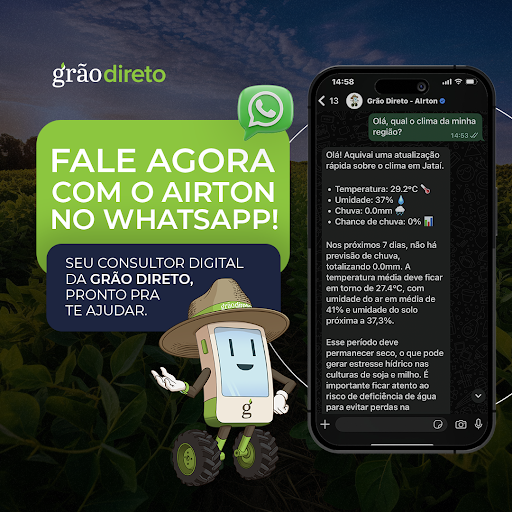 grão direto
FALE AGORA
COM O AIRTON
NO WHATSAPP!
SEU CONSULTOR DIGITAL
DA GRÃO DIRETO,
PRONTO PRA
TE AJUDAR.
grão direto
g
14:58
13
Grão Direto - AIrton
Olá, qual o clima da minha
região?
14:53
Olá! Aquivai uma atualização
rápida sobre o clima em Jataí.
• Temperatura: 29.2°C
• Umidade: 37%
• Chuva: 0.0mm
• Chance de chuva: 0%
Nos próximos 7 dias, não há
previsão de chuva,
totalizando 0.0mm. A
temperatura média deve ficar
em torno de 27.4°C, com
umidade do ar em média de
41% e umidade do solo
próxima a 37,3%.
Esse período deve
permanecer seco, o que pode
gerar estresse hídrico nas
culturas de soja e milho. É
importante ficar atento ao
risco de deficiência de água
para evitar perdas na